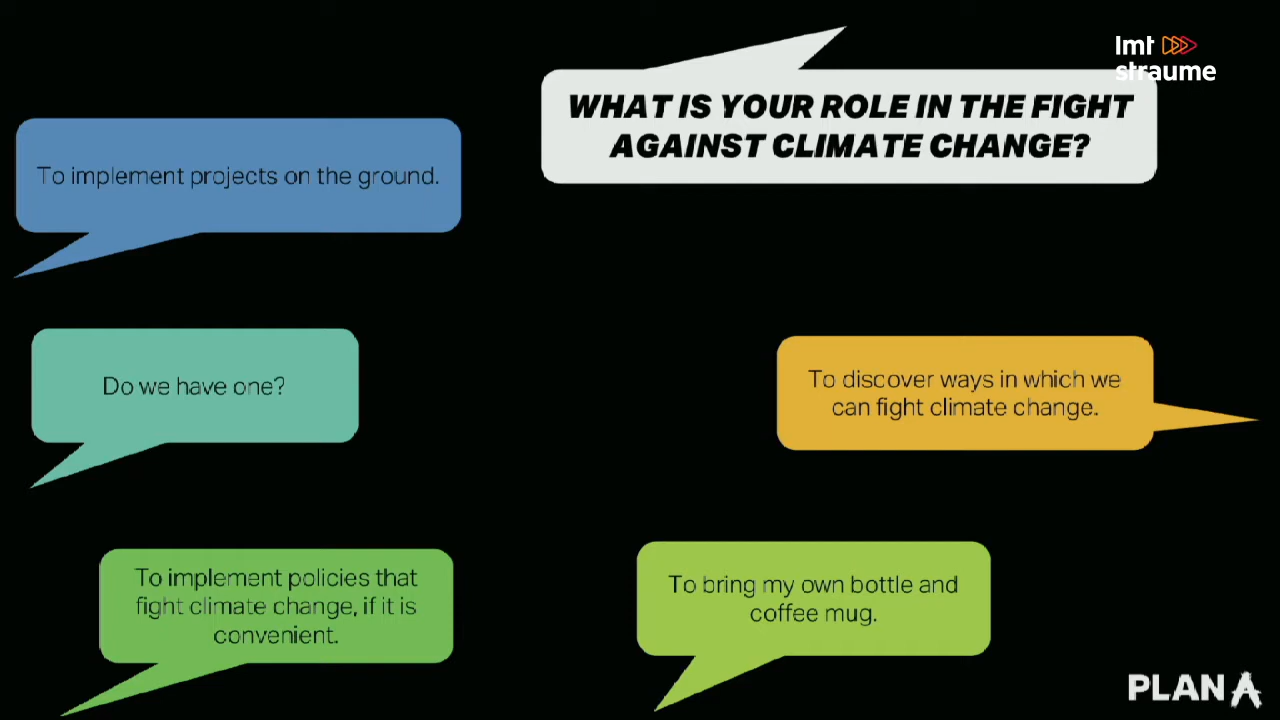 lmt
straume
WHAT IS YOUR ROLE IN THE FIGHT
AGAINST CLIMATE CHANGE?
To implement projects on the ground.
Do we have one?
To discover ways in which we
can fight climate change.
To implement policies that
fight climate change, if it is
convenient.
To bring my own bottle and
coffee mug.
PLAN A